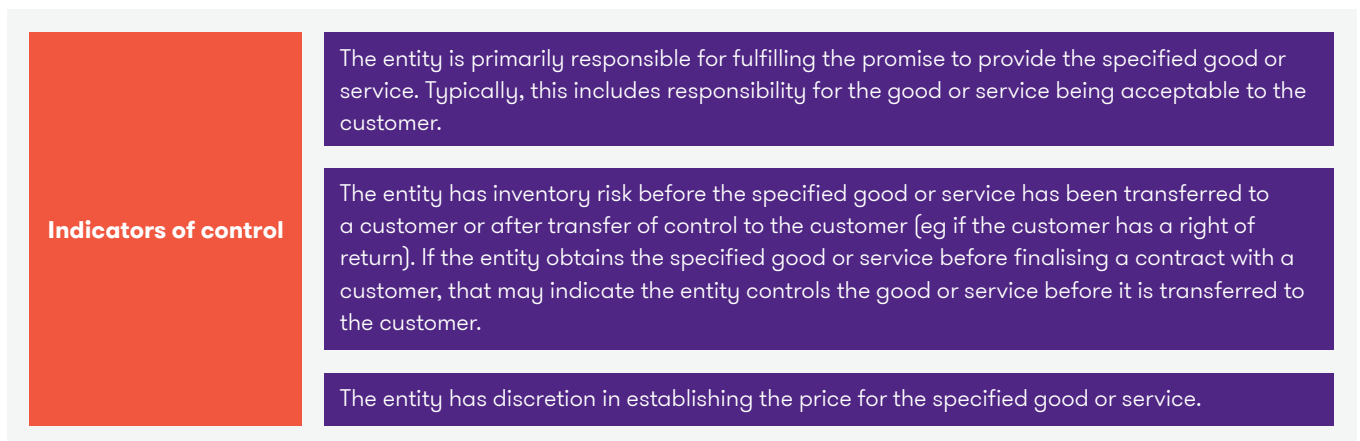 Indicators of control
The entity is primarily responsible for fulfilling the promise to provide the specified good or
service. Typically, this includes responsibility for the good or service being acceptable to the
customer.
The entity has inventory risk before the specified good or service has been transferred to
a customer or after transfer of control to the customer (eg if the customer has a right of
return). If the entity obtains the specified good or service before finalising a contract with a
customer, that may indicate the entity controls the good or service before it is transferred to
the customer.
The entity has discretion in establishing the price for the specified good or service.